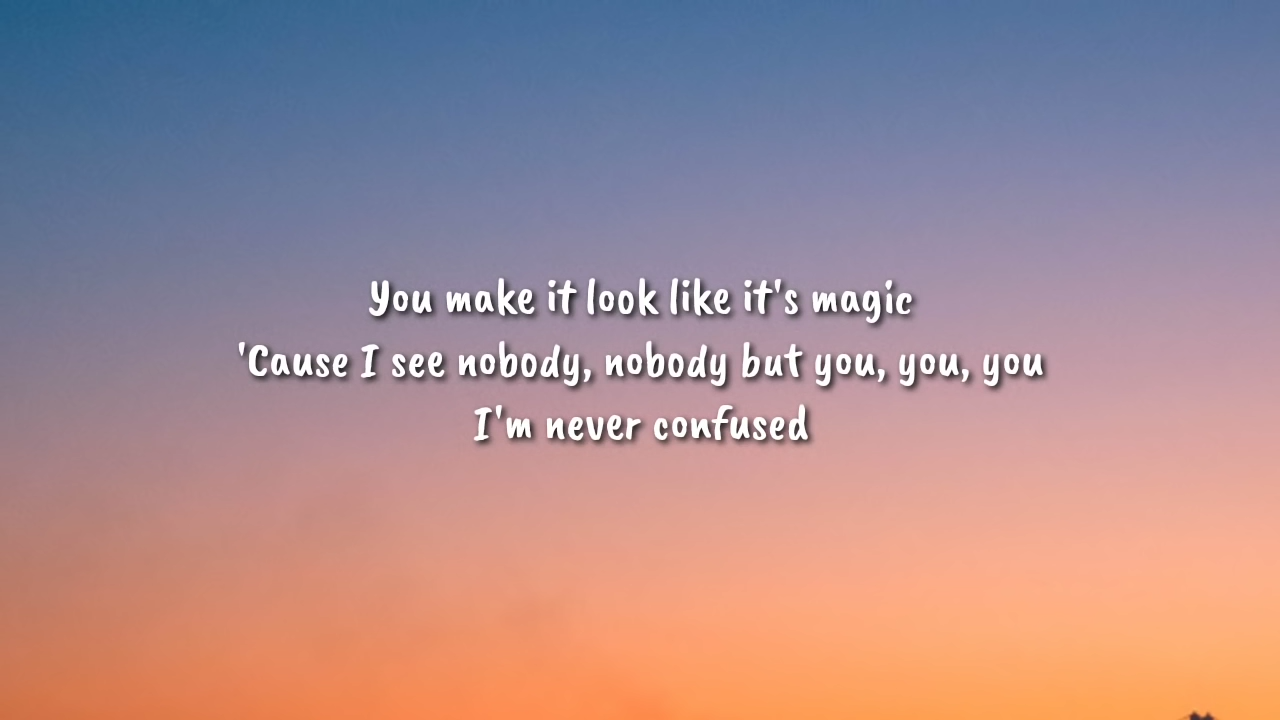 You make it look like it's magic
'Cause I see nobody, nobody but you, you, you
I'm never confused